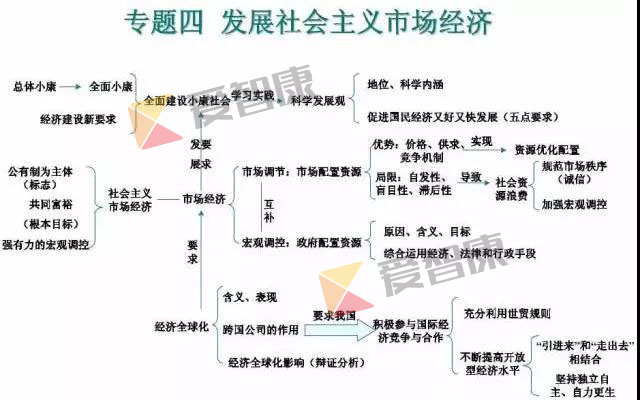 专题四 发展社会主义市场经济
总体小康
全面小康
经济建设新要求
全面建设小康社会
学习实践
科学发展观
地位、科学内涵
促进国民经济又好又快发展（五点要求）
爱智康
发要
展求
公有制为主体
（标志）
共同富裕
（根本目标）
强有力的宏观调控
社会主义
市场经济
市场经济
市场调节：市场配置资源
互
补
宏观调控：政府配置资源
优势：价格、供求、
竞争机制
实现
资源优化配置
局限：自发性、
盲目性、滞后性
导致
社会资
源浪费
规范市场秩序
（诚信）
加强宏观调控
原因、含义、目标
综合运用经济、法律和行政手段
爱智康
要
求
经济全球化
含义、表现
跨国公司的作用
经济全球化影响（辩证分析）
要求我国
积极参与国际经
济竞争与合作
充分利用世贸规则
不断提高开放
型经济水平
“引进来”和“走出去”
相结合
坚持独立自
主、自力更生